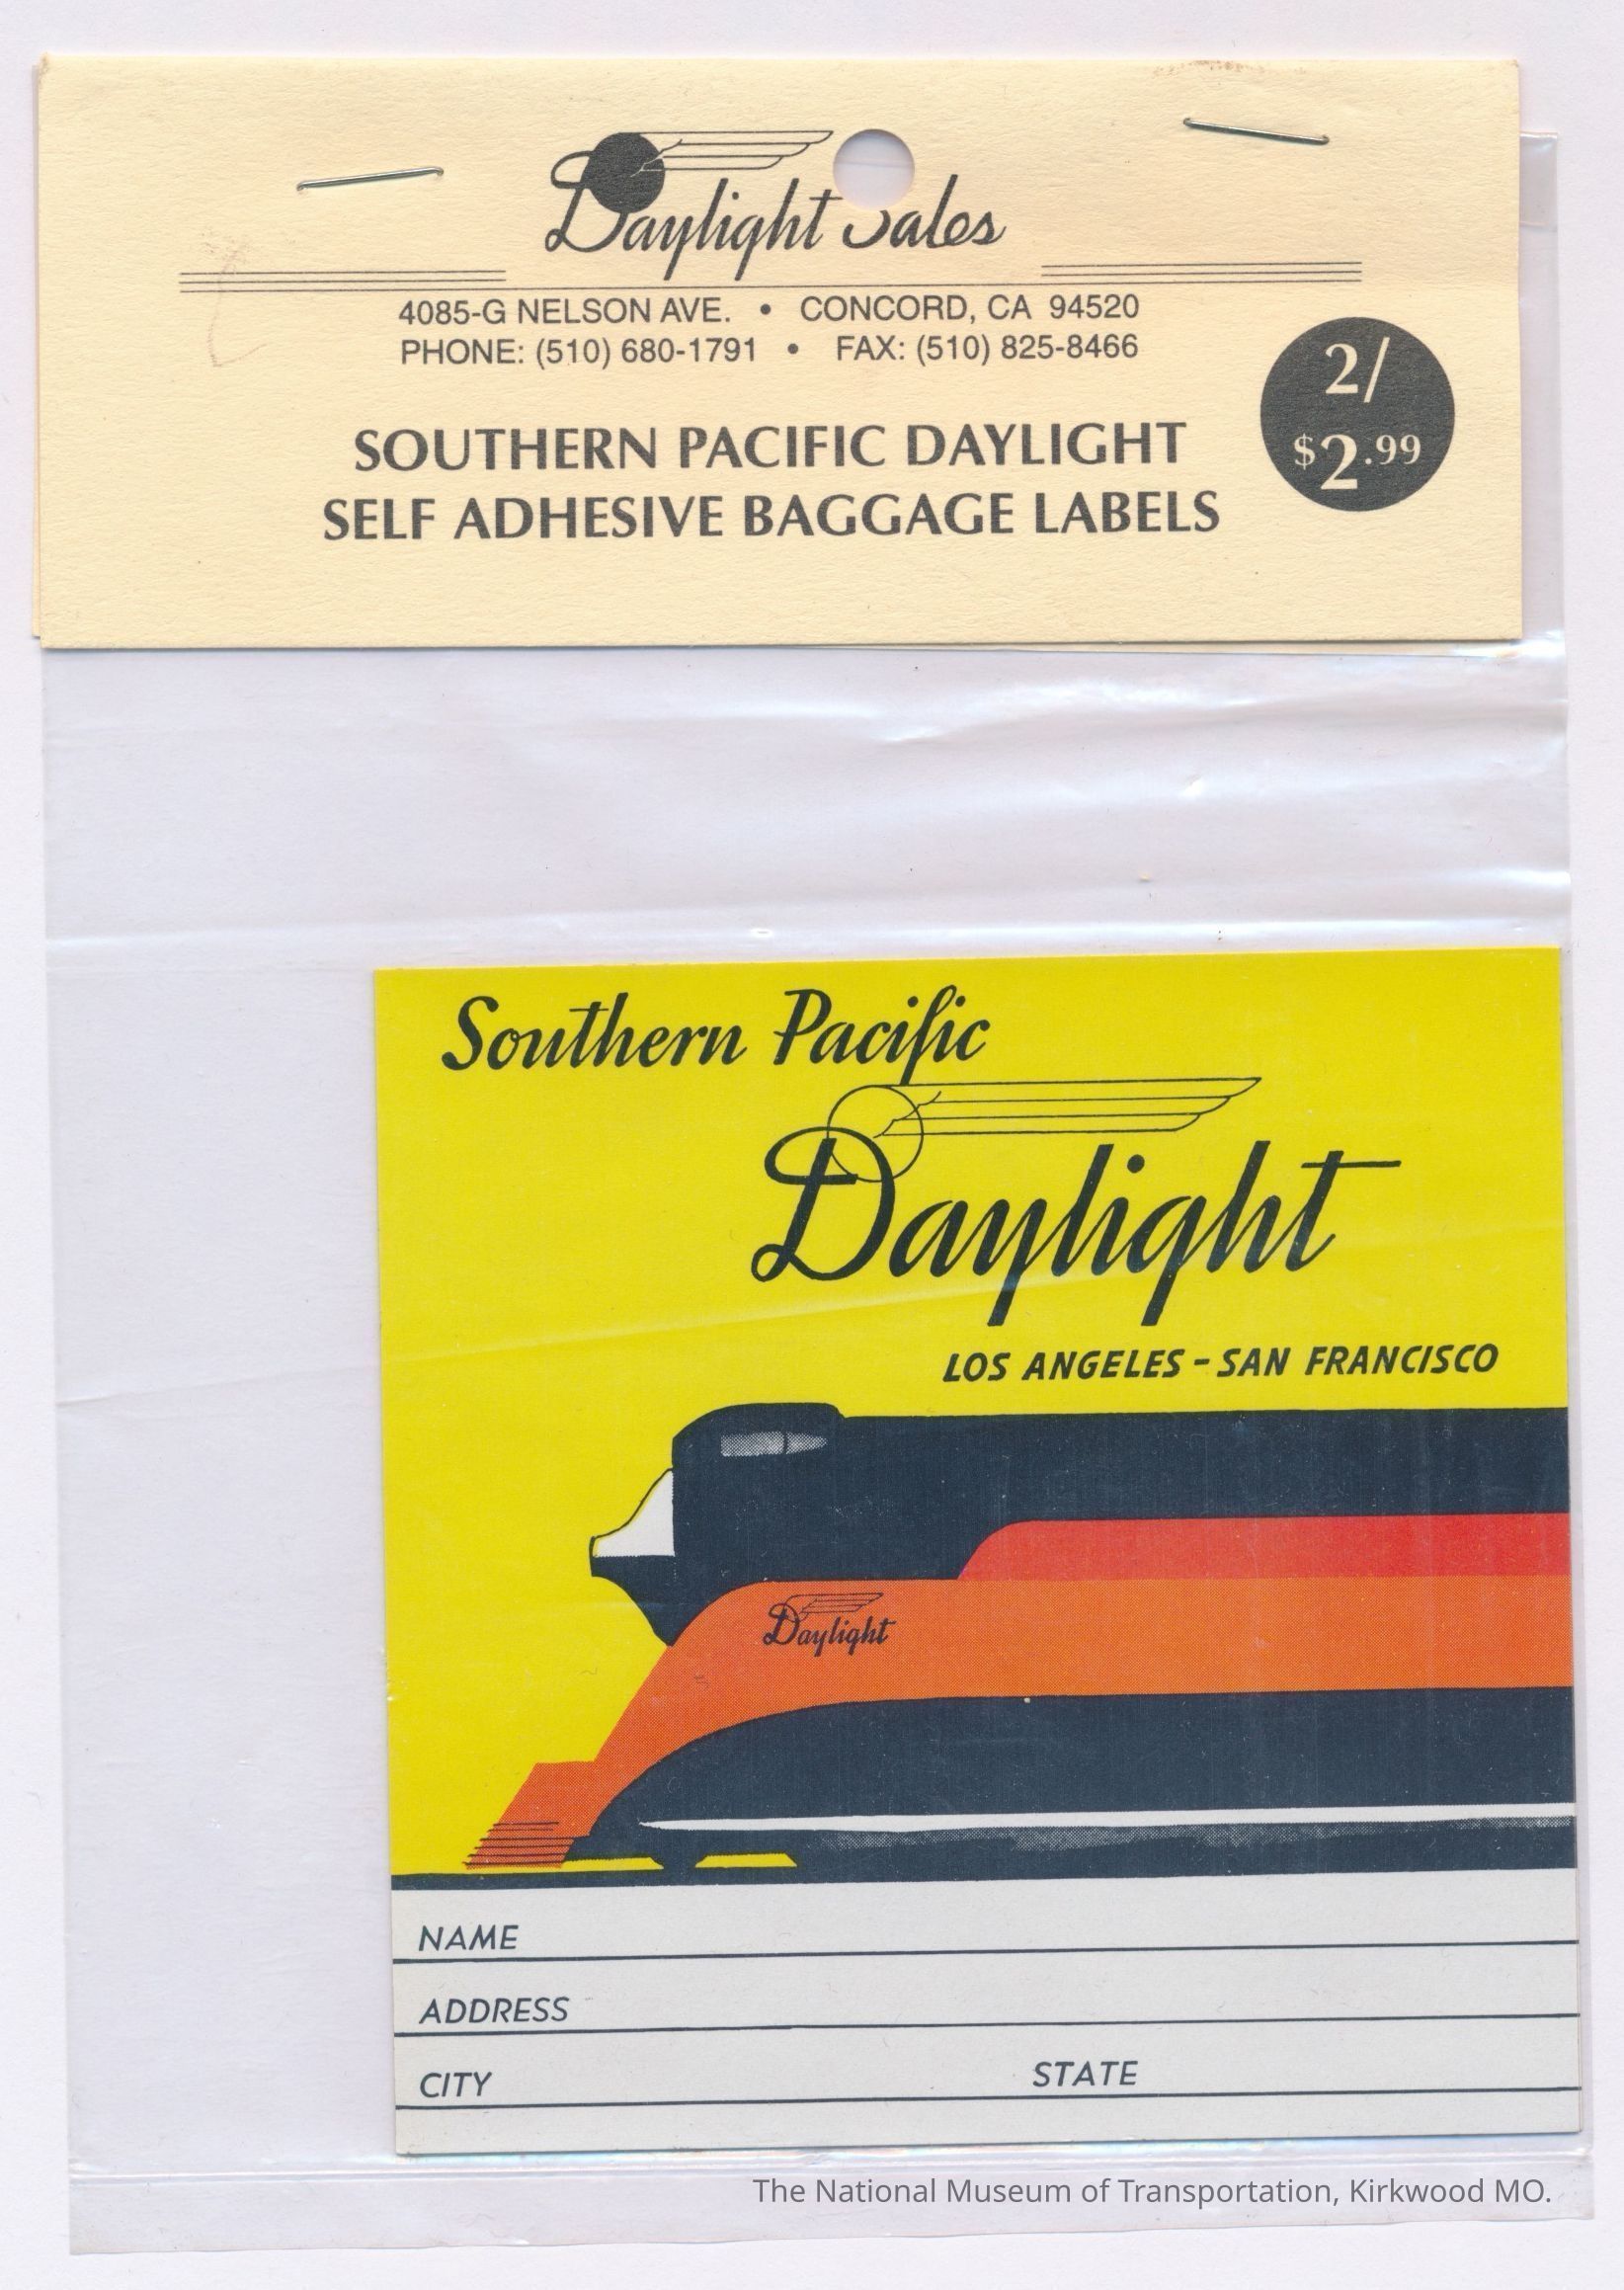 Daylight Sales
4085-G NELSON AVE. • CONCORD, CA 94520
PHONE: (510) 680-1791 • FAX: (510) 825-8466
2/
$2.99
SOUTHERN PACIFIC DAYLIGHT
SELF ADHESIVE BAGGAGE LABELS
Southern Pacific
Daylight
LOS ANGELES - SAN FRANCISCO
Daylight
NAME
ADDRESS
CITY STATE
The National Museum of Transportation, Kirkwood MO.